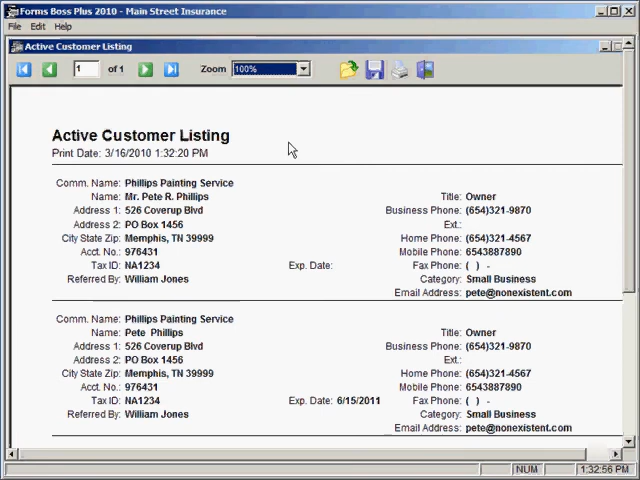 Forms Boss Plus 2010 - Main Street Insurance
File Edit Help
Active Customer Listing
1 of 1 Zoom 100%
Active Customer Listing
Print Date: 3/16/2010 1:32:20 PM
Comm. Name: Phillips Painting Service
Name: Mr. Pete R. Phillips Title: Owner
Address 1: 526 Coverup Blvd Business Phone: (654)321-9870
Address 2: PO Box 1456 Ext.:
City State Zip: Memphis, TN 39999 Home Phone: (654)321-4567
Acct. No.: 976431 Mobile Phone: 6543887890
Tax ID: NA1234 Exp. Date: Fax Phone: ( ) -
Referred By: William Jones Category: Small Business
Email Address: pete@nonexistent.com
Comm. Name: Phillips Painting Service
Name: Pete Phillips Title: Owner
Address 1: 526 Coverup Blvd Business Phone: (654)321-9870
Address 2: PO Box 1456 Ext.:
City State Zip: Memphis, TN 39999 Home Phone: (654)321-4567
Acct. No.: 976431 Mobile Phone: 6543887890
Tax ID: NA1234 Exp. Date: 6/15/2011 Fax Phone: ( ) -
Referred By: William Jones Category: Small Business
Email Address: pete@nonexistent.com
NUM 1:32:56 PM